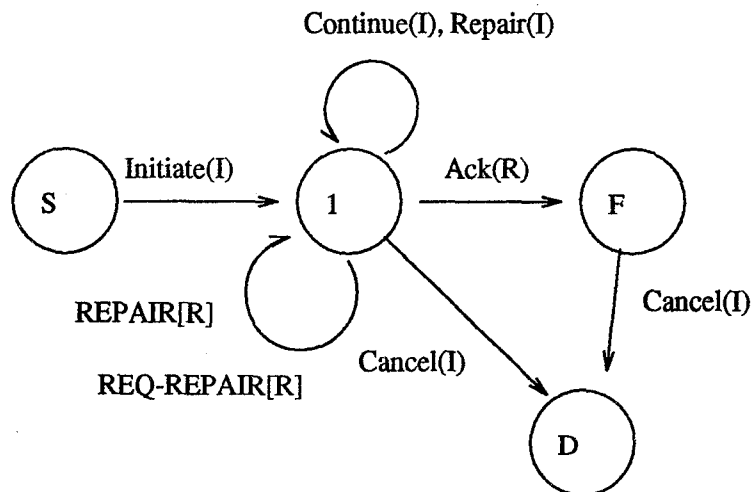 Continue(I), Repair(I)
Initiate(I)
Ack(R)
S
1
F
REPAIR[R]
Cancel(I)
REQ-REPAIR[R]
Cancel(I)
D